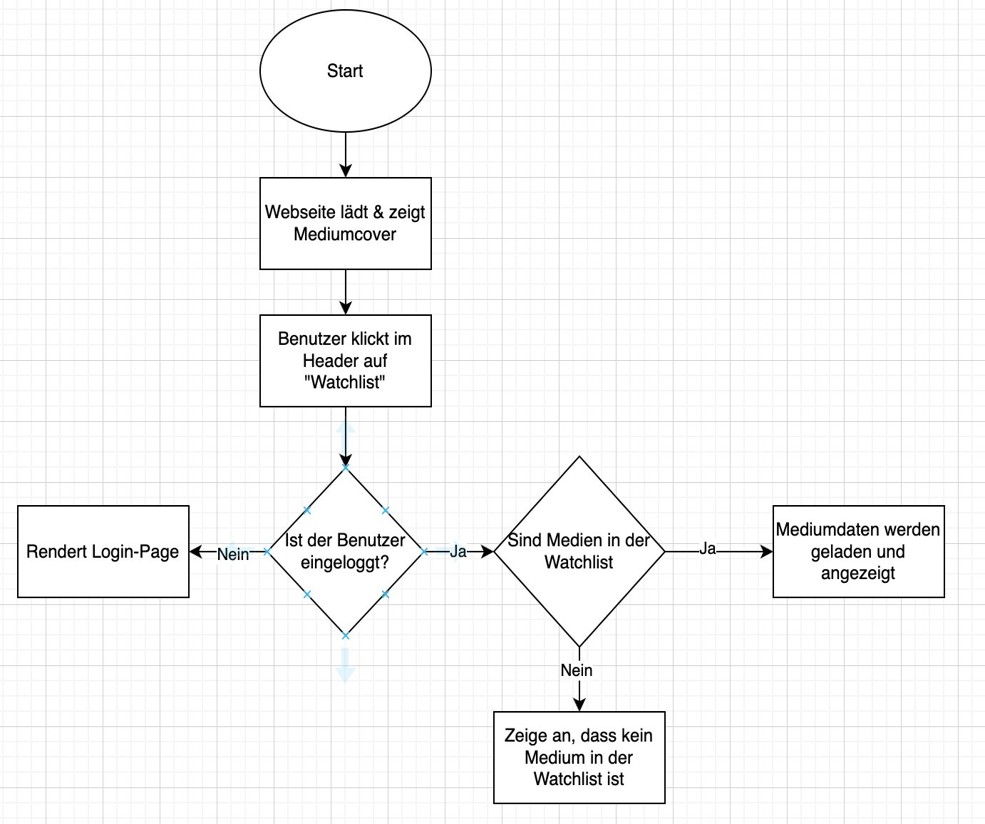 Start
Webseite lädt & zeigt
Mediumcover
Benutzer klickt im
Header auf
"Watchlist"
Ist der Benutzer
eingeloggt?
Nein
Rendert Login-Page
Ja
Sind Medien in der
Watchlist
Ja
Mediumdaten werden
geladen und
angezeigt
Nein
Zeige an, dass kein
Medium in der
Watchlist ist